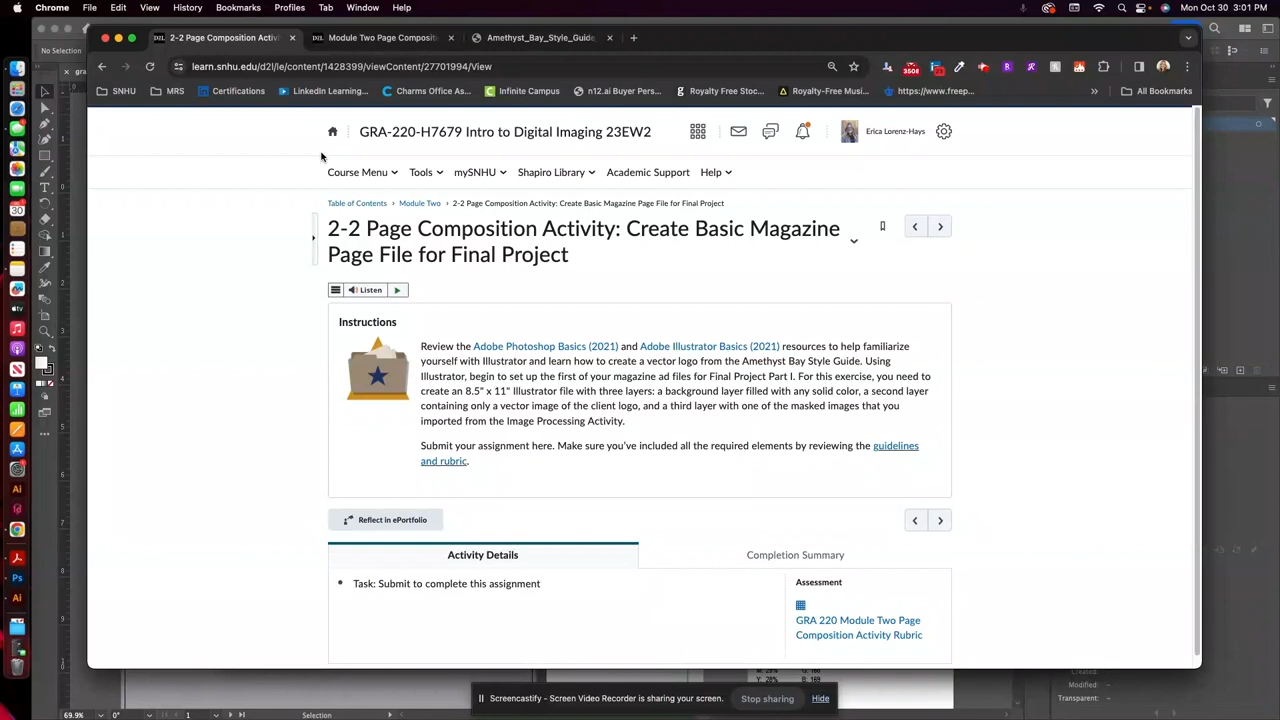 Chrome File Edit View History Bookmarks Profiles Tab Window Help Mon Oct 30 3:01 PM
No Selection
2-2 Page Composition Activi Module Two Page Compositi Amethyst_Bay_Style_Guide_
learn.snhu.edu/d2l/le/content/1428399/viewContent/27701994/View
SNHU MRS Certifications LinkedIn Learning... Charms Office As... Infinite Campus n12.ai Buyer Pers... Royalty Free Stoc... Royalty-Free Musi... https://www.freep... All Bookmarks
GRA-220-H7679 Intro to Digital Imaging 23EW2 Erica Lorenz-Hays
Course Menu Tools mySNHU Shapiro Library Academic Support Help
Table of Contents › Module Two › 2-2 Page Composition Activity: Create Basic Magazine Page File for Final Project
2-2 Page Composition Activity: Create Basic Magazine
Page File for Final Project
Listen
Instructions
Review the Adobe Photoshop Basics (2021) and Adobe Illustrator Basics (2021) resources to help familiarize
yourself with Illustrator and learn how to create a vector logo from the Amethyst Bay Style Guide. Using
Illustrator, begin to set up the first of your magazine ad files for Final Project Part I. For this exercise, you need to
create an 8.5" x 11" Illustrator file with three layers: a background layer filled with any solid color, a second layer
containing only a vector image of the client logo, and a third layer with one of the masked images that you
imported from the Image Processing Activity.
Submit your assignment here. Make sure you've included all the required elements by reviewing the guidelines
and rubric.
Reflect in ePortfolio
Activity Details Completion Summary
Task: Submit to complete this assignment
Assessment
GRA 220 Module Two Page
Composition Activity Rubric
Screencastify - Screen Video Recorder is sharing your screen. Stop sharing Hide
Modified:
Transparent:
69.9% 0° 1 Selection